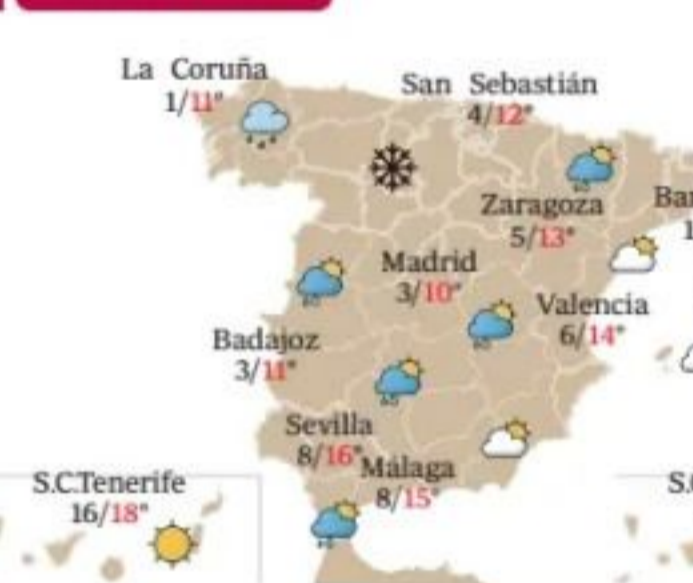 La Coruña
1/11°
San Sebastián
4/12°
Zaragoza
5/13°
Madrid
3/10°
Valencia
6/14°
Badajoz
3/11°
Sevilla
8/16°
Málaga
8/15°
S.C.Tenerife
16/18°